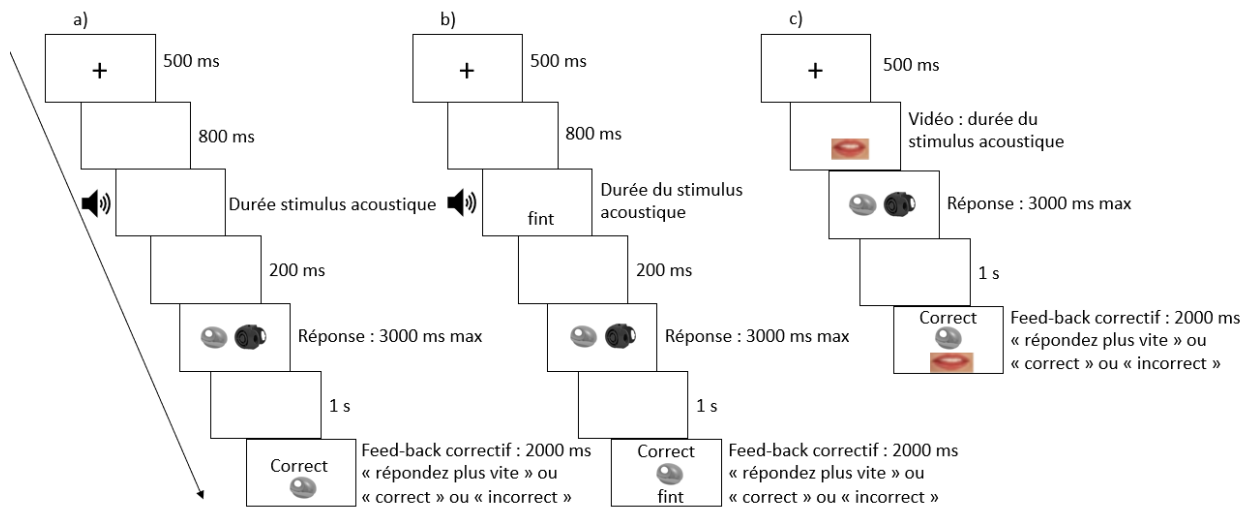 a)
+
500 ms
800 ms
Durée stimulus acoustique
200 ms
Réponse : 3000 ms max
1 s
Correct
Feed-back correctif : 2000 ms
« répondez plus vite » ou
« correct » ou « incorrect »
b)
+
500 ms
800 ms
fint
Durée du stimulus
acoustique
200 ms
Réponse : 3000 ms max
1 s
Correct
fint
Feed-back correctif : 2000 ms
« répondez plus vite » ou
« correct » ou « incorrect »
c)
+
500 ms
Vidéo : durée du
stimulus acoustique
Réponse : 3000 ms max
1 s
Correct
Feed-back correctif : 2000 ms
« répondez plus vite » ou
« correct » ou « incorrect »